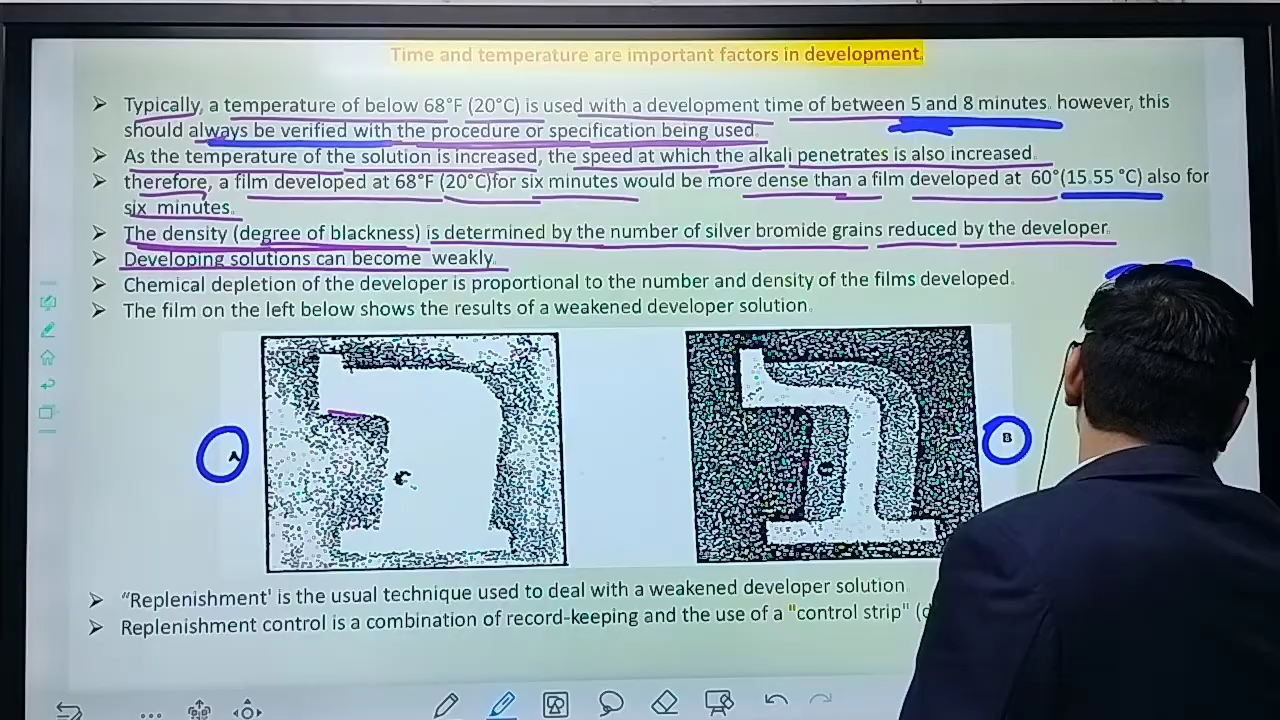 Time and temperature are important factors in development.
➢ Typically, a temperature of below 68°F (20°C) is used with a development time of between 5 and 8 minutes. however, this
should always be verified with the procedure or specification being used.
➢ As the temperature of the solution is increased, the speed at which the alkali penetrates is also increased.
➢ therefore, a film developed at 68°F (20°C)for six minutes would be more dense than a film developed at 60°(15.55 °C) also for
six minutes.
➢ The density (degree of blackness) is determined by the number of silver bromide grains reduced by the developer.
➢ Developing solutions can become weakly.
➢ Chemical depletion of the developer is proportional to the number and density of the films developed.
➢ The film on the left below shows the results of a weakened developer solution.
A
B
➢ “Replenishment' is the usual technique used to deal with a weakened developer solution
➢ Replenishment control is a combination of record-keeping and the use of a "control strip" (